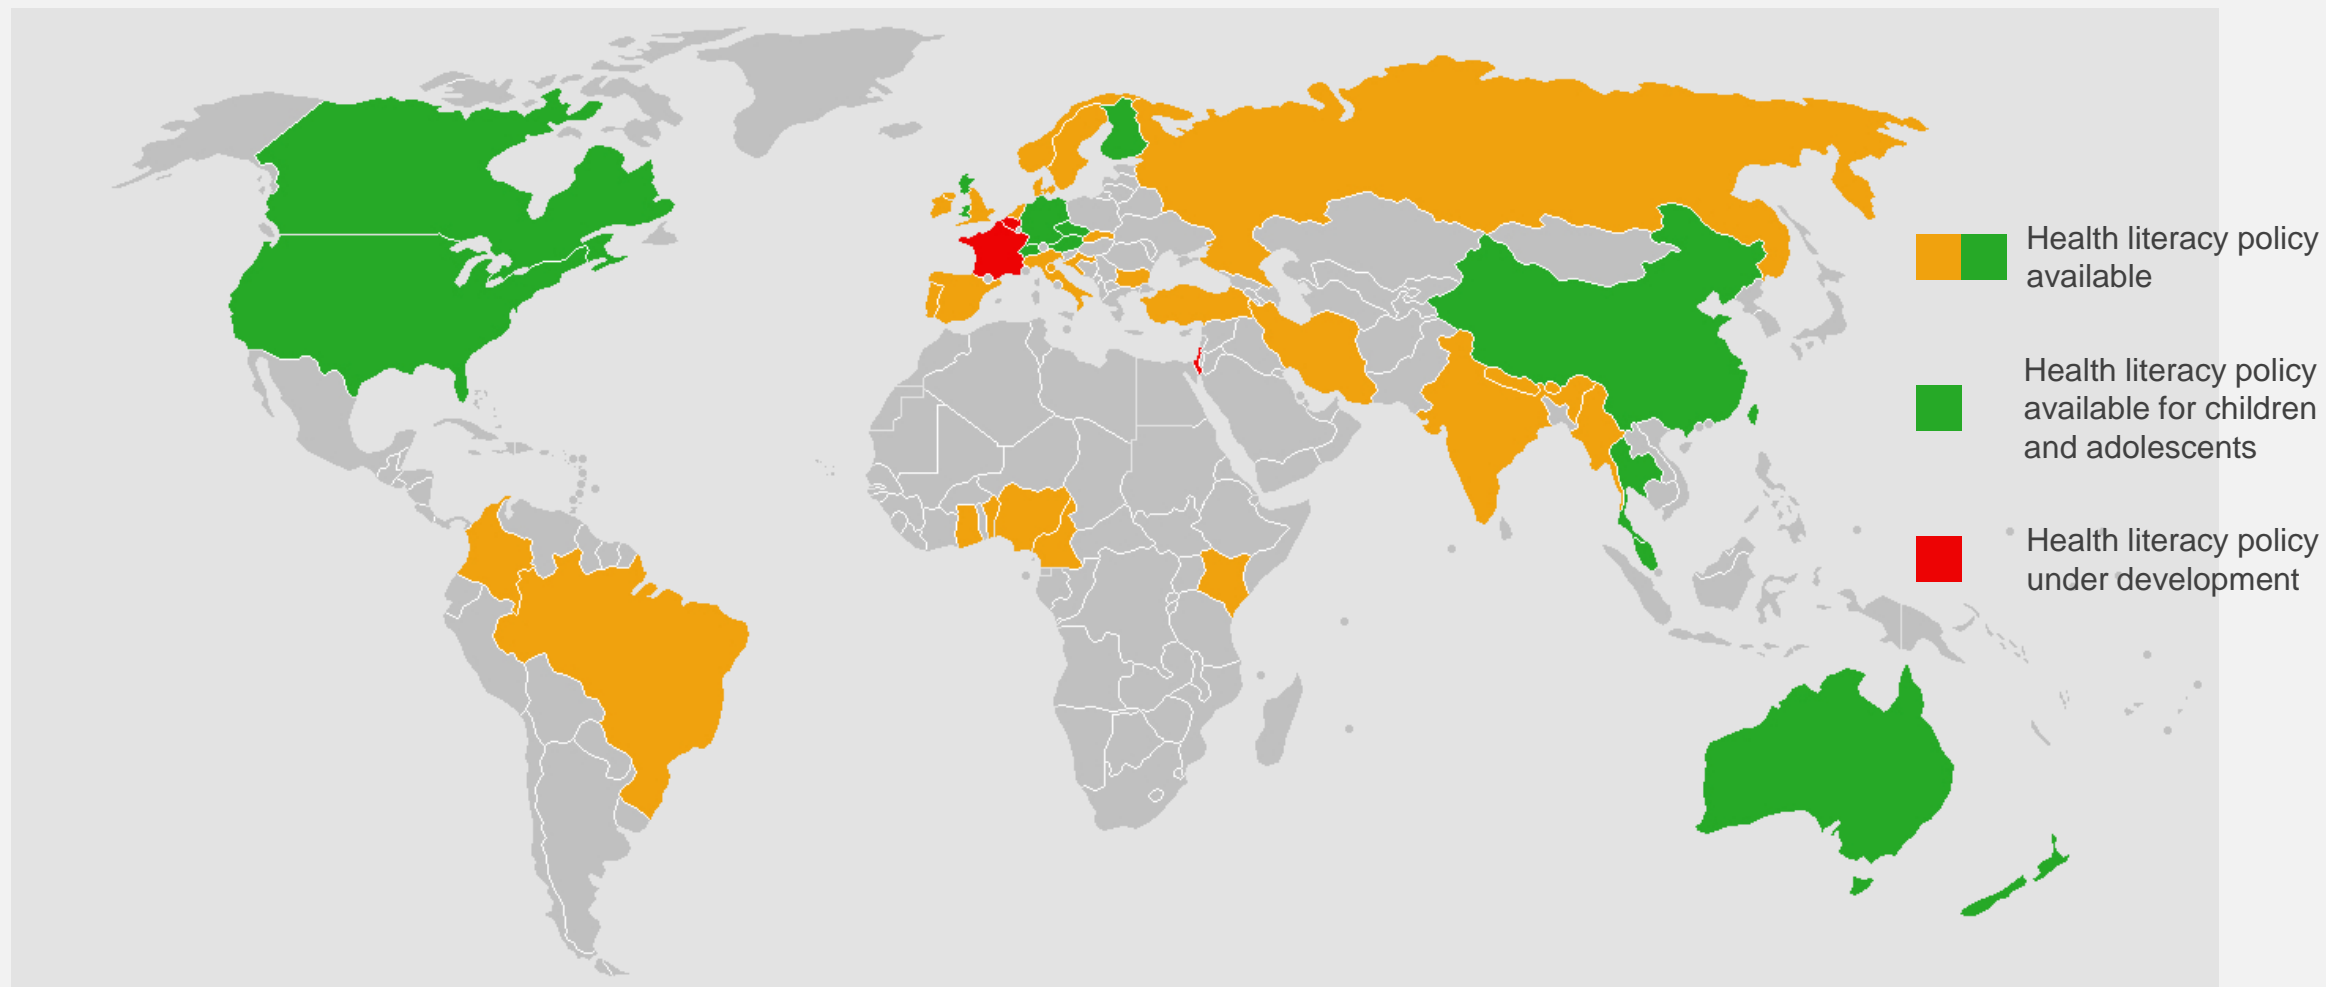 Health literacy policy
available
Health literacy policy
available for children
and adolescents
Health literacy policy
under development